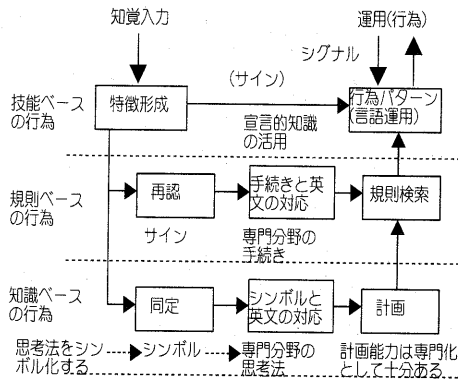 知覚入力
運用(行為)
シグナル
(サイン)
技能ベース
の行為
特徴形成
行為パターン
(言語運用)
宣言的知識
の活用
規則ベース
の行為
再認
手続きと英
文の対応
規則検索
サイン
専門分野の
手続き
知識ベース
の行為
同定
シンボルと
英文の対応
計画
思考法をシン
ボル化する
シンボル
専門分野の
思考法
計画能力は専門化
として十分ある